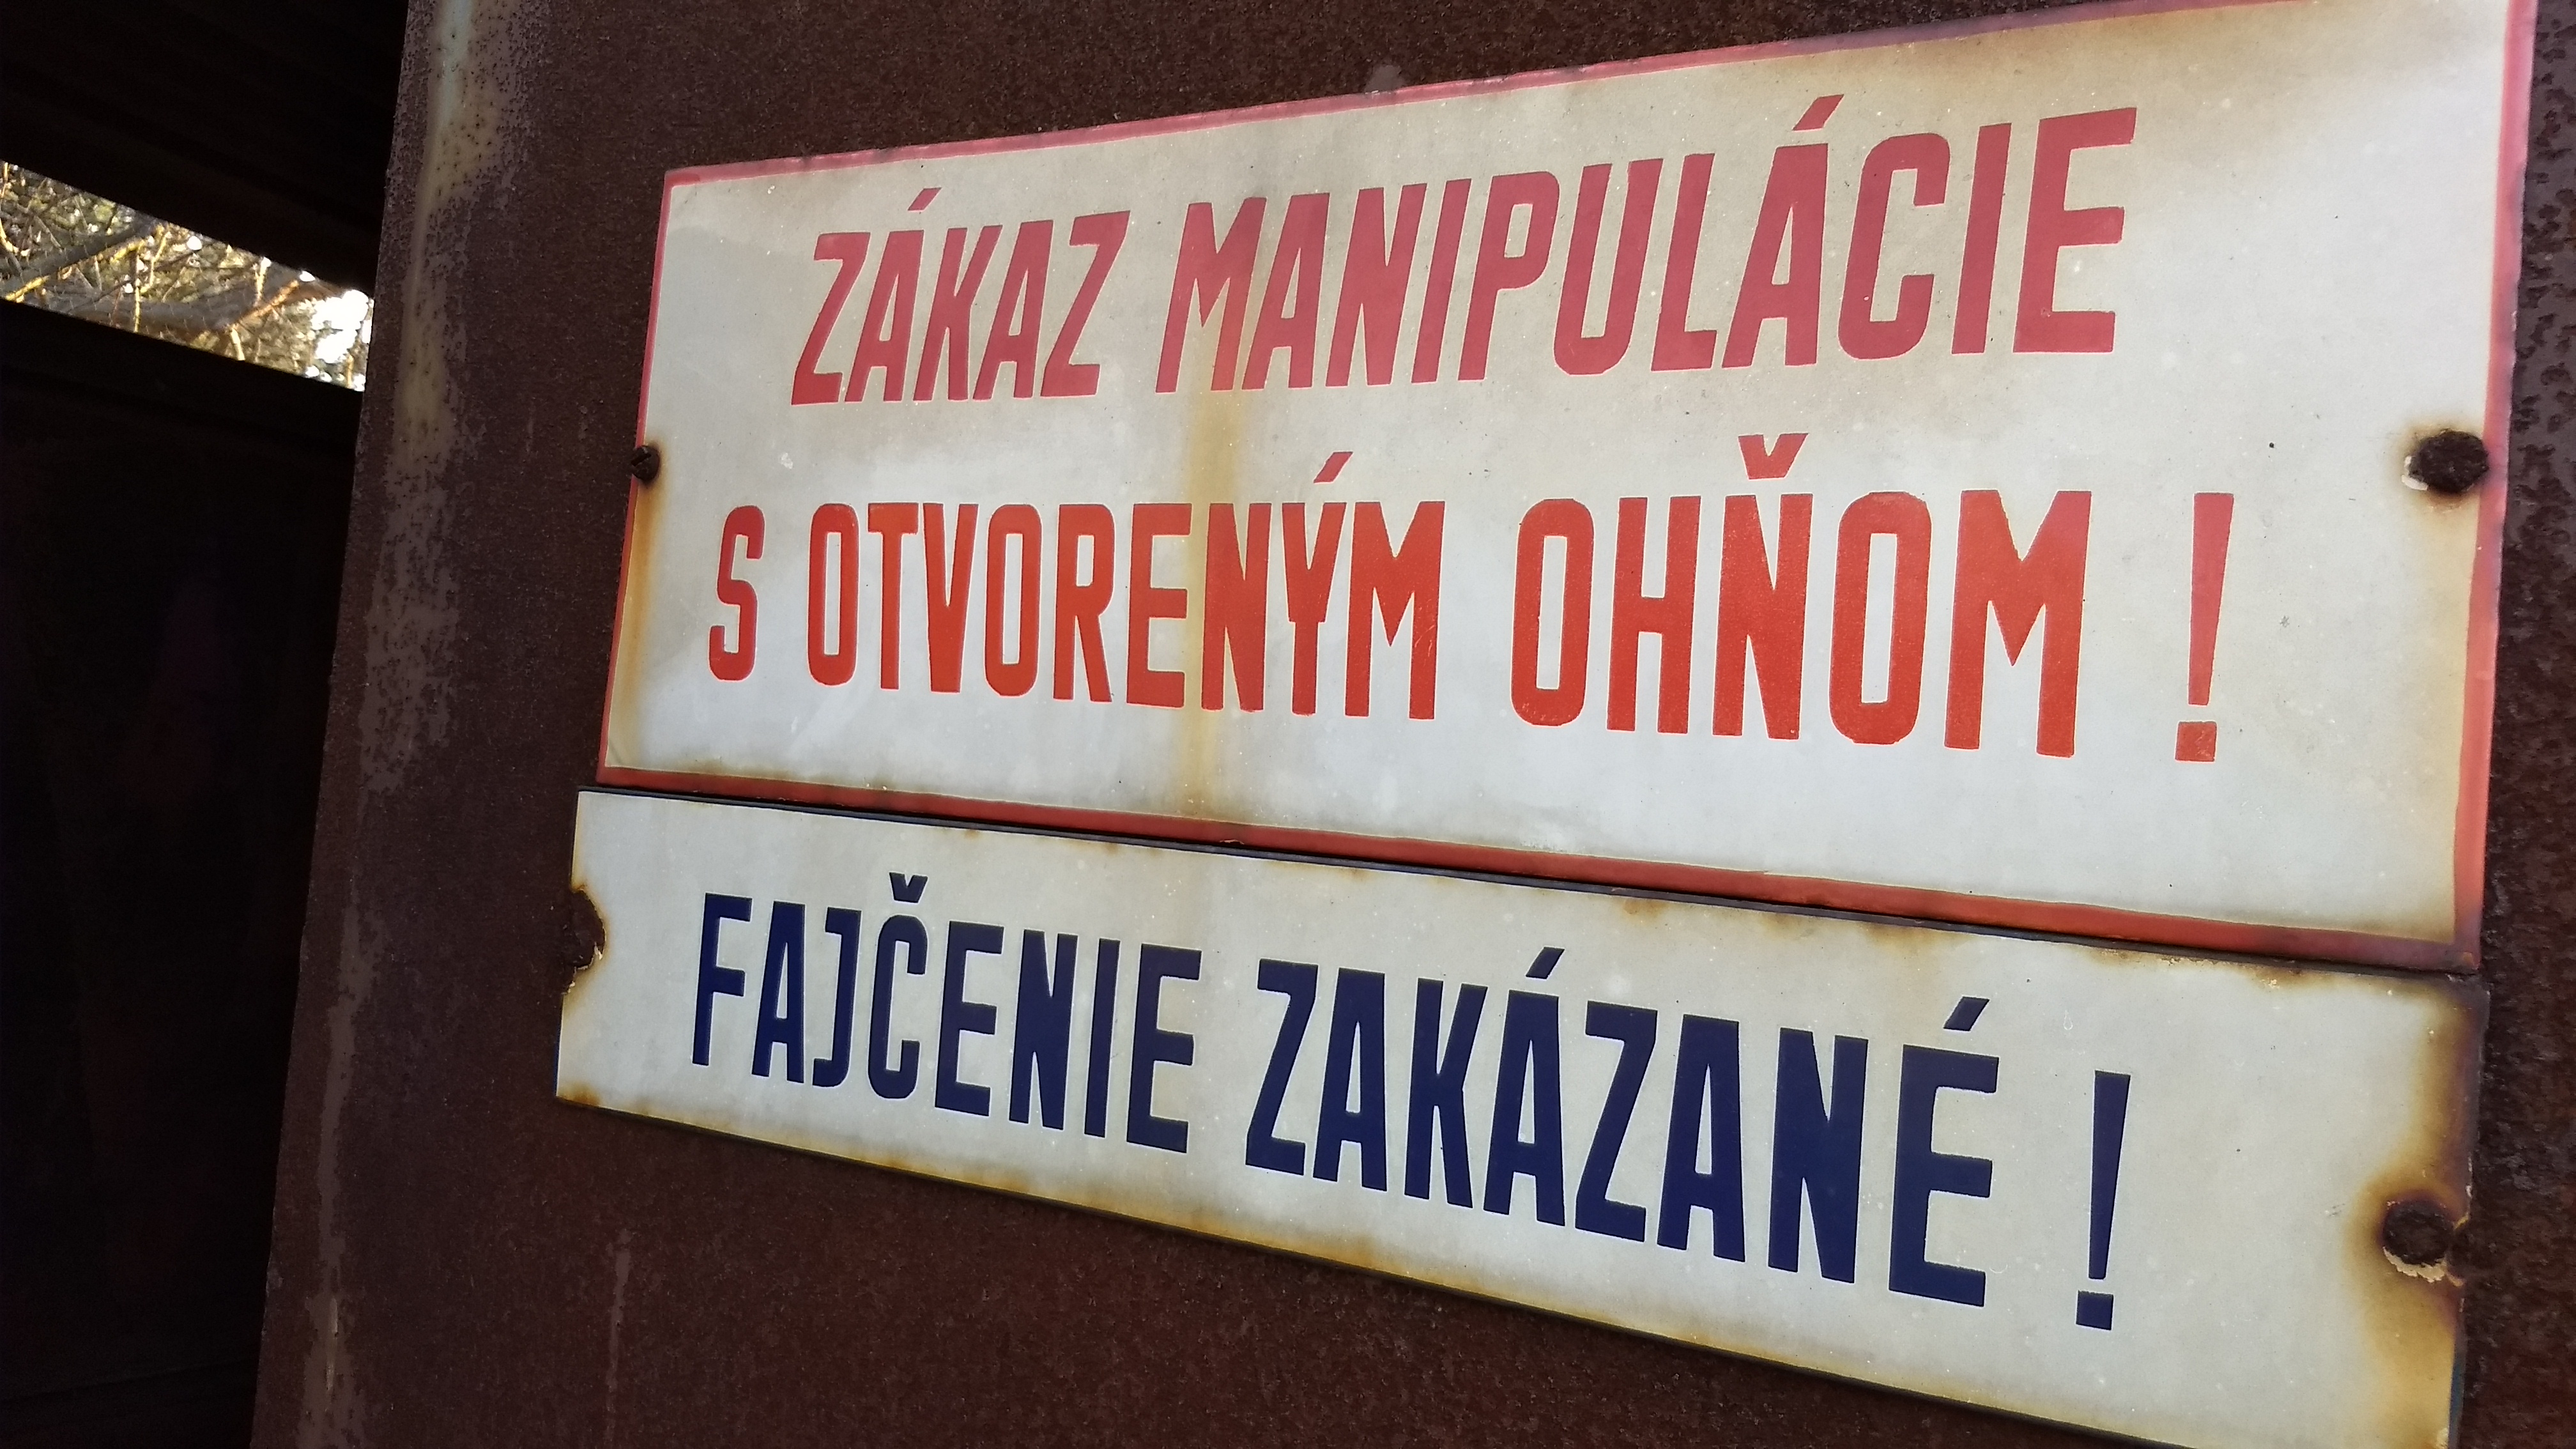 ZÁKAZ MANIPULÁCIE
S OTVORENÝM OHŇOM !
FAJČENIE ZAKÁZANÉ !